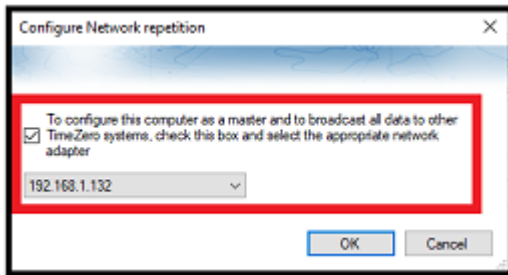 Configure Network repetition
To configure this computer as a master and to broadcast all data to other
TimeZero systems, check this box and select the appropriate network
adapter
192.168.1.132
OK Cancel